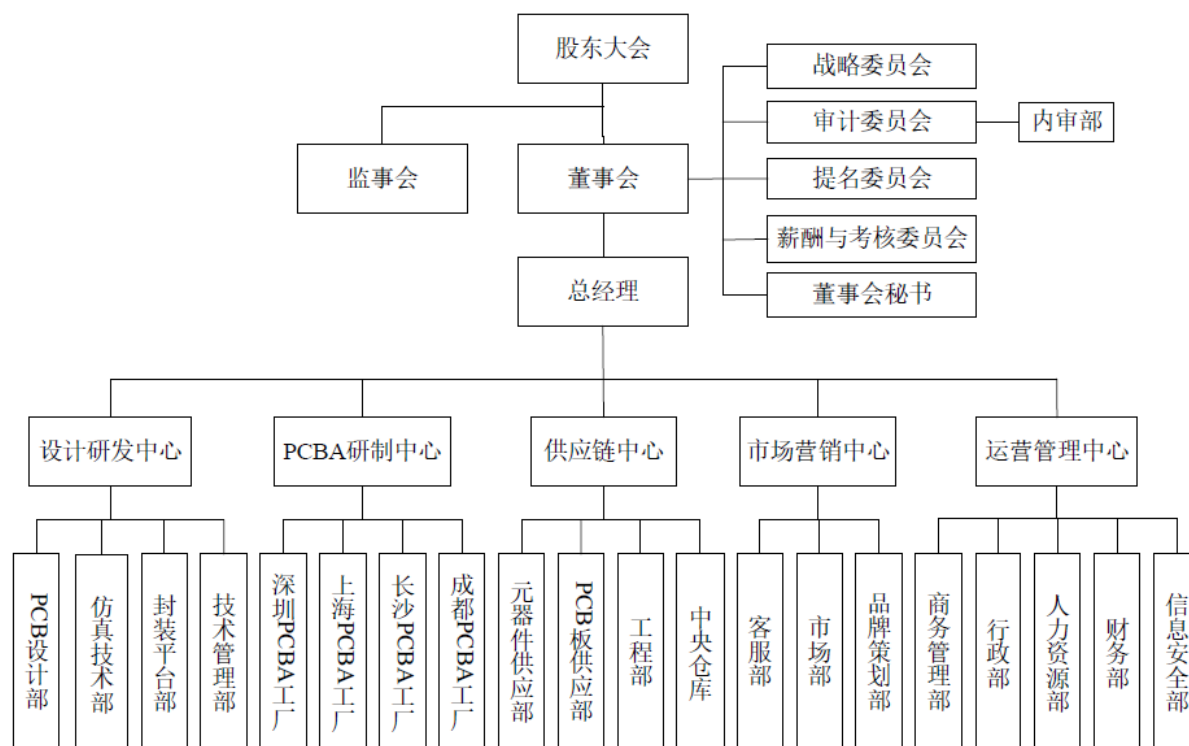 股东大会
战略委员会
审计委员会
内审部
监事会
董事会
提名委员会
薪酬与考核委员会
总经理
董事会秘书
设计研发中心
PCBA研制中心
供应链中心
市场营销中心
运营管理中心
PCB设计部
仿真技术部
封装平台部
技术管理部
深圳PCBA工厂
上海PCBA工厂
长沙PCBA工厂
成都PCBA工厂
元器件供应部
PCB板供应部
工程部
中央仓库
客服部
市场部
品牌策划部
商务管理部
行政部
人力资源部
财务部
信息安全部